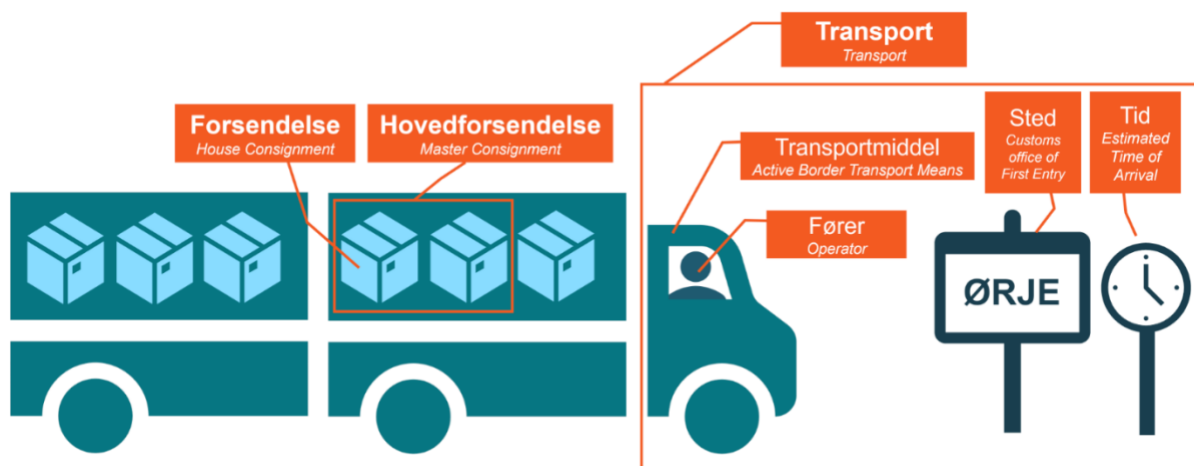 Transport
Transport
Forsendelse
House Consignment
Hovedforsendelse
Master Consignment
Transportmiddel
Active Border Transport Means
Fører
Operator
Sted
Customs
office of
First Entry
Tid
Estimated
Time of
Arrival
ØRJE